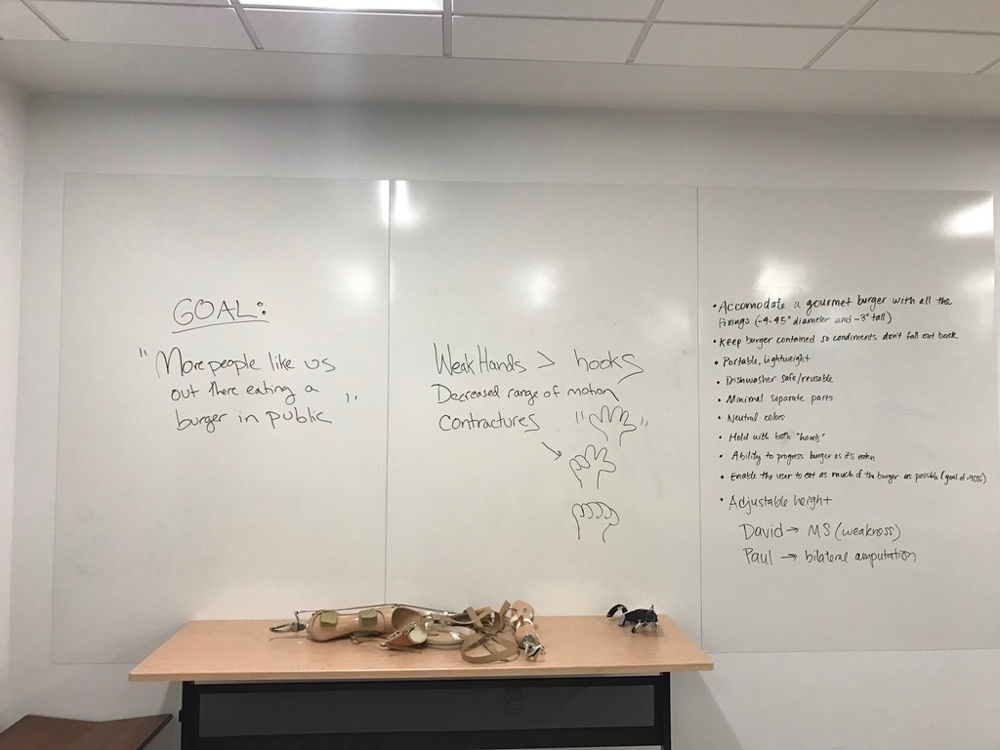 GOAL:
"More people like us
out there eating a
burger in public"
Weak Hands > hooks
Decreased range of motion
contractures " "
• Accomodate a gourmet burger with all the
fixings (~4-4.5" diameter and ~3" tall)
• Keep burger contained so condiments don't fall out back
• Portable, lightweight
• Dishwasher safe/reusable
• Minimal separate parts
• Neutral colors
• Hold with both "hands"
• Ability to progress burger as it's eaten
• Enable the user to eat as much of the burger as possible (goal of ~90%)
• Adjustable height
David → MS (weakness)
Paul → bilateral amputation